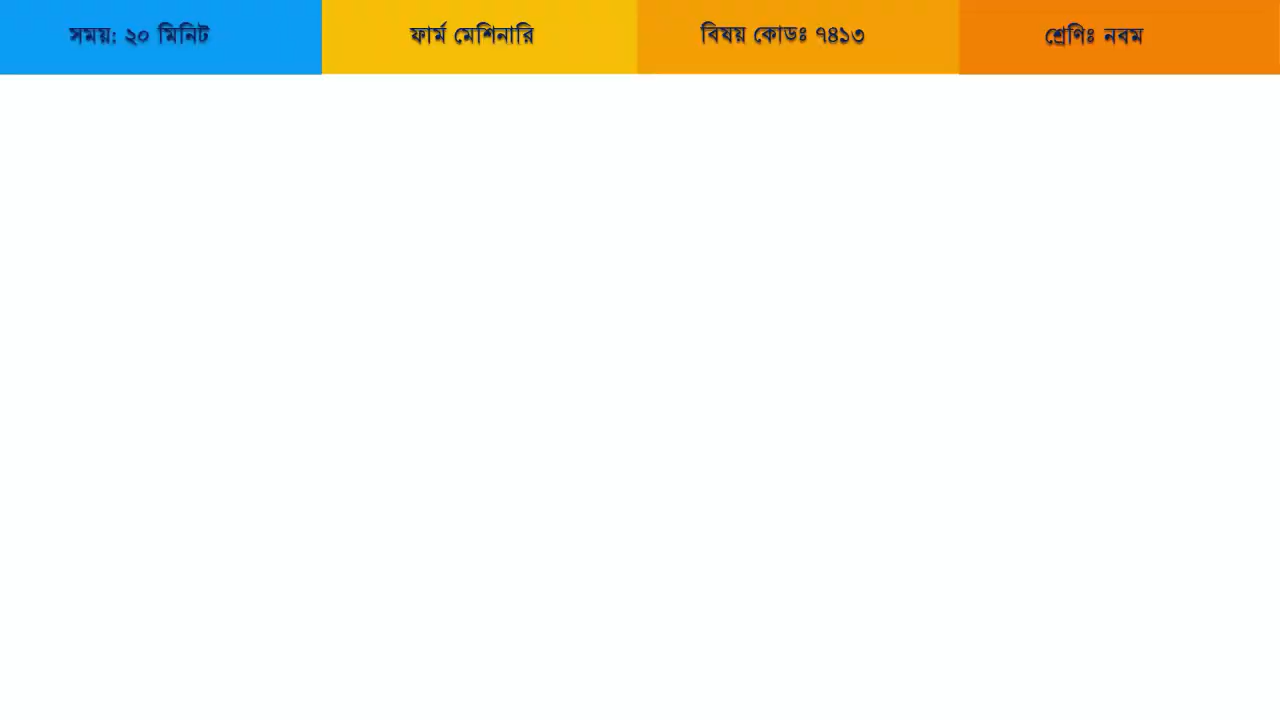 সময়: ২০ মিনিট
ফার্ম মেশিনারি
বিষয় কোডঃ ৭৪১৩
শ্রেণিঃ নবম